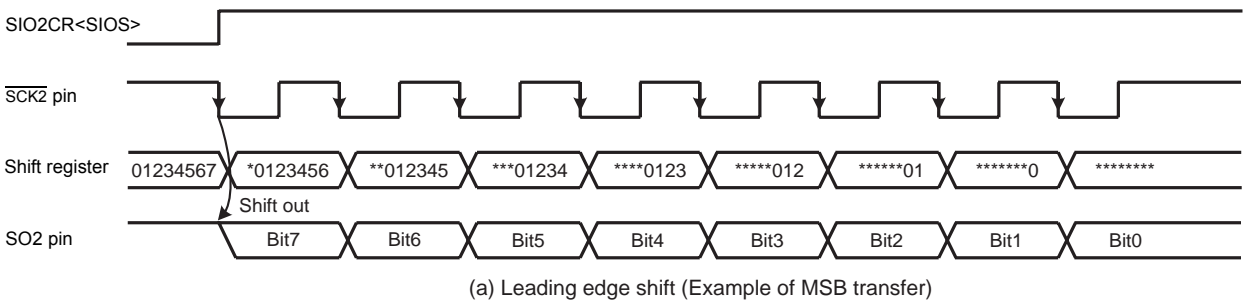 SIO2CR<SIOS>
SCK2 pin
Shift register 01234567 *0123456 **012345 ***01234 ****0123 *****012 ******01 *******0 ********
Shift out
SO2 pin Bit7 Bit6 Bit5 Bit4 Bit3 Bit2 Bit1 Bit0
(a) Leading edge shift (Example of MSB transfer)